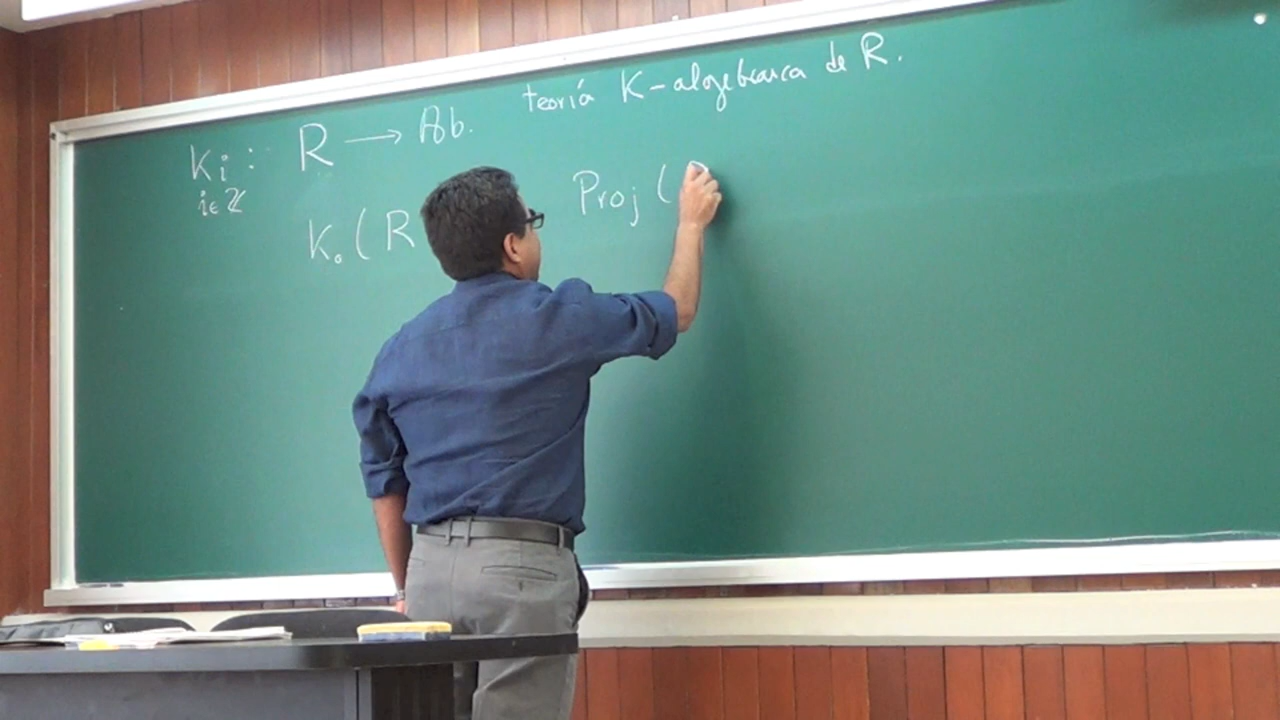 teoría K-algebraica de R.
Ki : R → Ab.
i∈ℤ
K₀(R
Proj (R